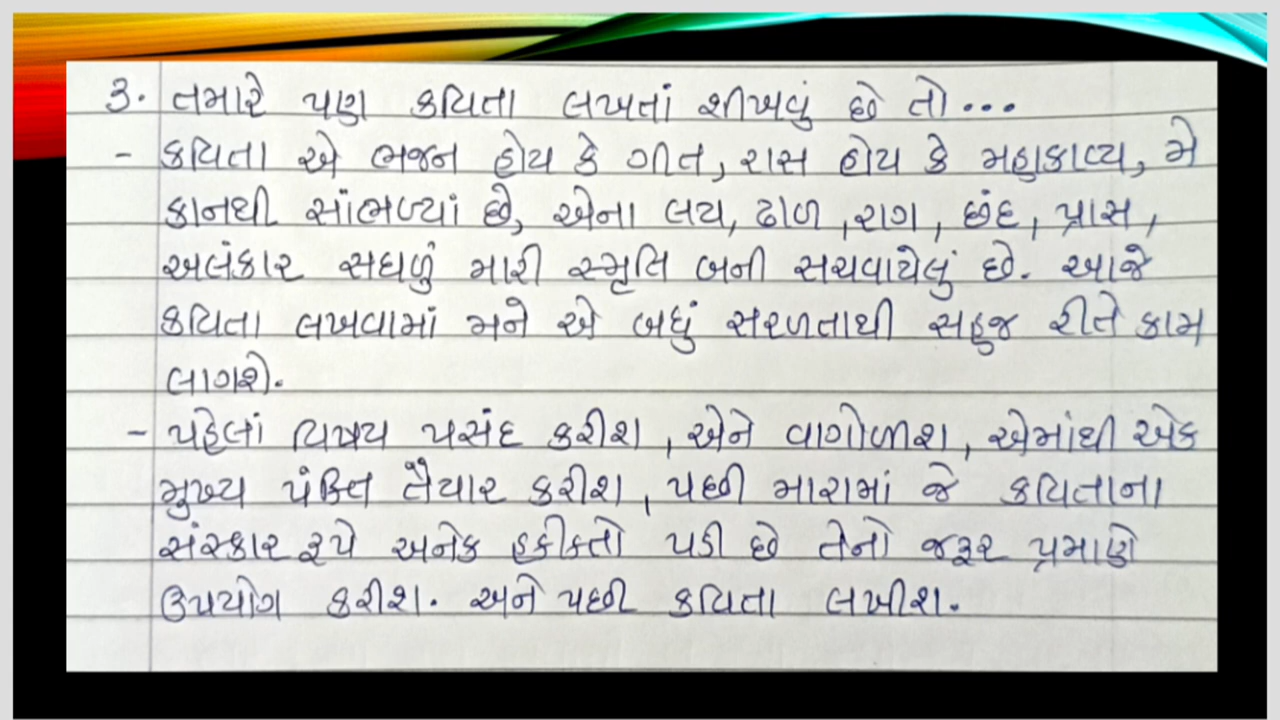 ૩. તમારે પણ કવિતા લખતાં શીખવું છે તો...
- કવિતા એ ભજન હોય કે ગીત, રાસ હોય કે મહાકાવ્ય, મે
કાનથી સાંભળ્યાં છે, એના લય, ઢાળ, રાગ, છંદ, પ્રાસ,
અલંકાર સઘળું મારી સ્મૃતિ બની સચવાયેલું છે. આજે
કવિતા લખવામાં મને એ બધું સરળતાથી સહજ રીતે કામ
લાગશે.
- પહેલાં વિષય પસંદ કરીશ, એને વાગોળીશ, એમાંથી એક
મુખ્ય પંક્તિ તૈયાર કરીશ, પછી મારામાં જે કવિતાના
સંસ્કાર રૂપે અનેક હકીકતો પડી છે તેનો જરૂર પ્રમાણે
ઉપયોગ કરીશ. અને પછી કવિતા લખીશ.